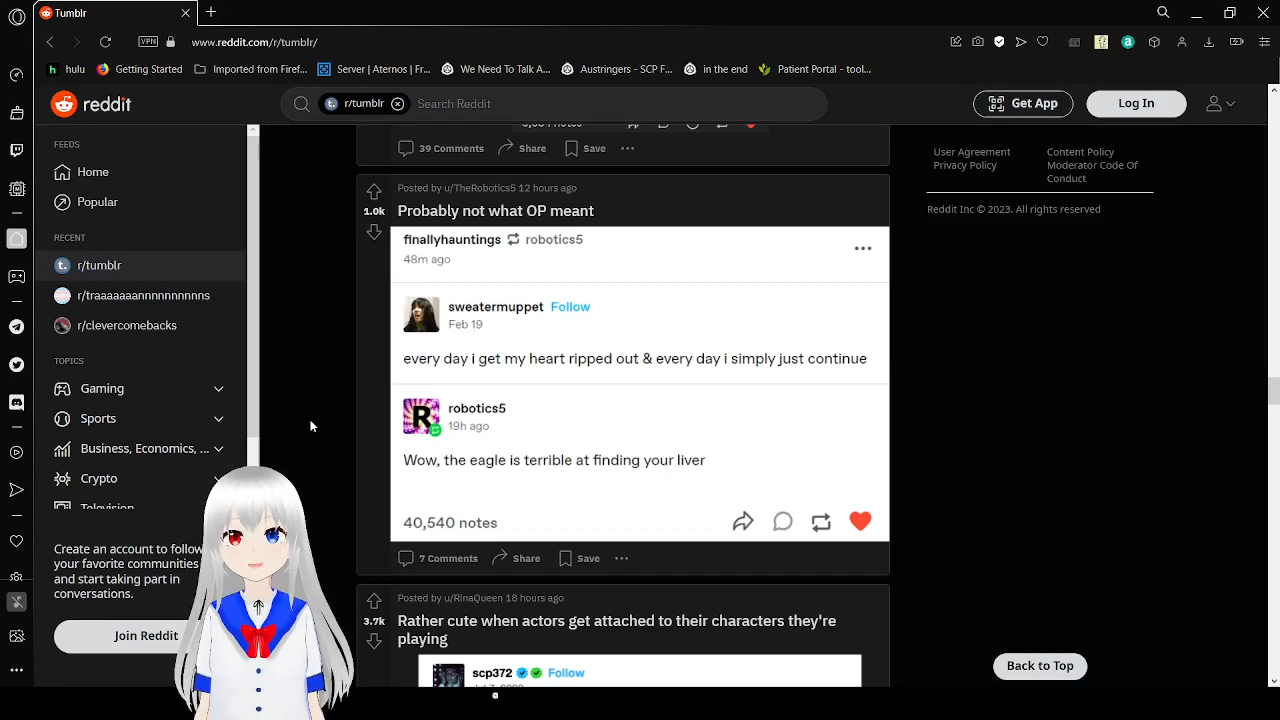 Tumblr
VPN
www.reddit.com/r/tumblr/
h hulu
Getting Started
Imported from Firef...
Server | Aternos | Fr...
We Need To Talk A...
Austringers - SCP F...
in the end
Patient Portal - tool...
reddit
r/tumblr
Search Reddit
Get App
Log In
FEEDS
Home
Popular
RECENT
r/tumblr
r/traaaaaaannnnnnnnns
r/clevercomebacks
TOPICS
Gaming
Sports
Business, Economics, ...
Crypto
Television
Create an account to follow
your favorite communities
and start taking part in
conversations.
Join Reddit
39 Comments
Share
Save
Posted by u/TheRobotics5 12 hours ago
1.0k
Probably not what OP meant
finallyhauntings robotics5
48m ago
sweatermuppet Follow
Feb 19
every day i get my heart ripped out & every day i simply just continue
R
robotics5
19h ago
Wow, the eagle is terrible at finding your liver
40,540 notes
7 Comments
Share
Save
Posted by u/RinaQueen 18 hours ago
3.7k
Rather cute when actors get attached to their characters they're
playing
scp372 Follow
User Agreement
Privacy Policy
Content Policy
Moderator Code Of
Conduct
Reddit Inc © 2023. All rights reserved
Back to Top